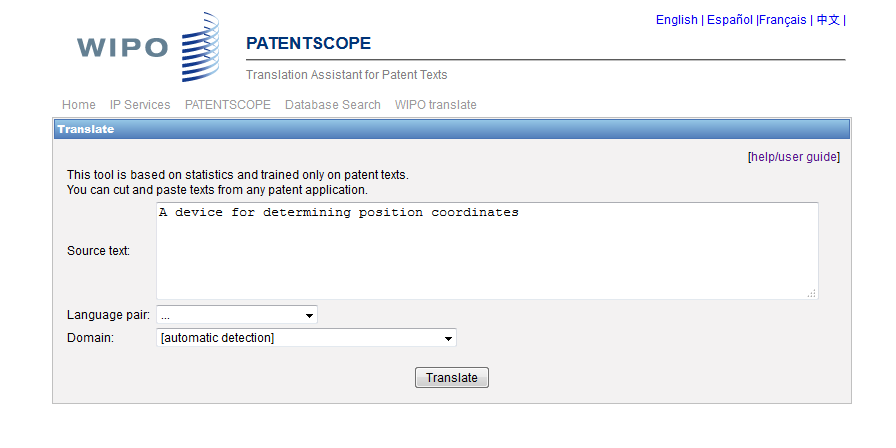 English | Español |Français | 中文 |
WIPO
PATENTSCOPE
Translation Assistant for Patent Texts
Home IP Services PATENTSCOPE Database Search WIPO translate
Translate
[help/user guide]
This tool is based on statistics and trained only on patent texts.
You can cut and paste texts from any patent application.
Source text: A device for determining position coordinates
Language pair: ...
Domain: [automatic detection]
Translate